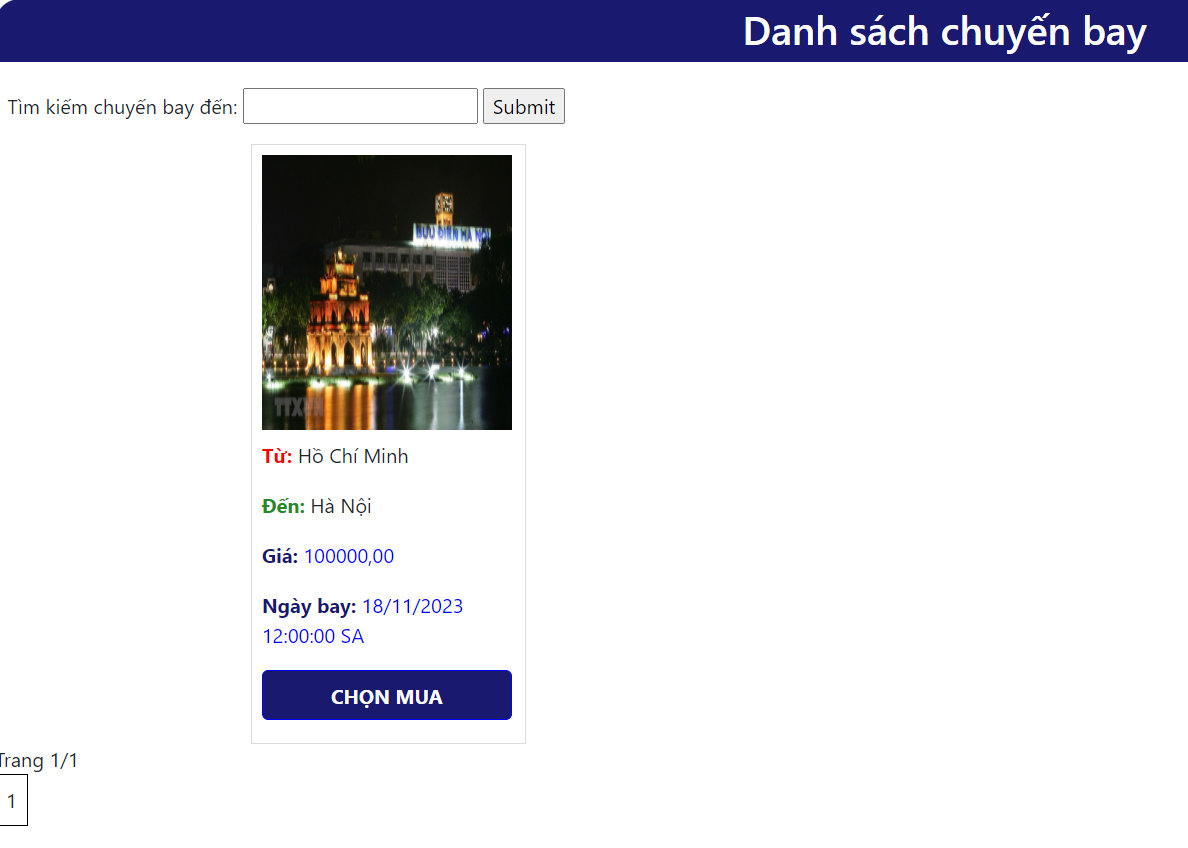 Danh sách chuyến bay
Tìm kiếm chuyến bay đến: Submit
BƯU ĐIỆN HÀ NỘI
TTXVN
Từ: Hồ Chí Minh
Đến: Hà Nội
Giá: 100000,00
Ngày bay: 18/11/2023
12:00:00 SA
CHỌN MUA
Trang 1/1
1